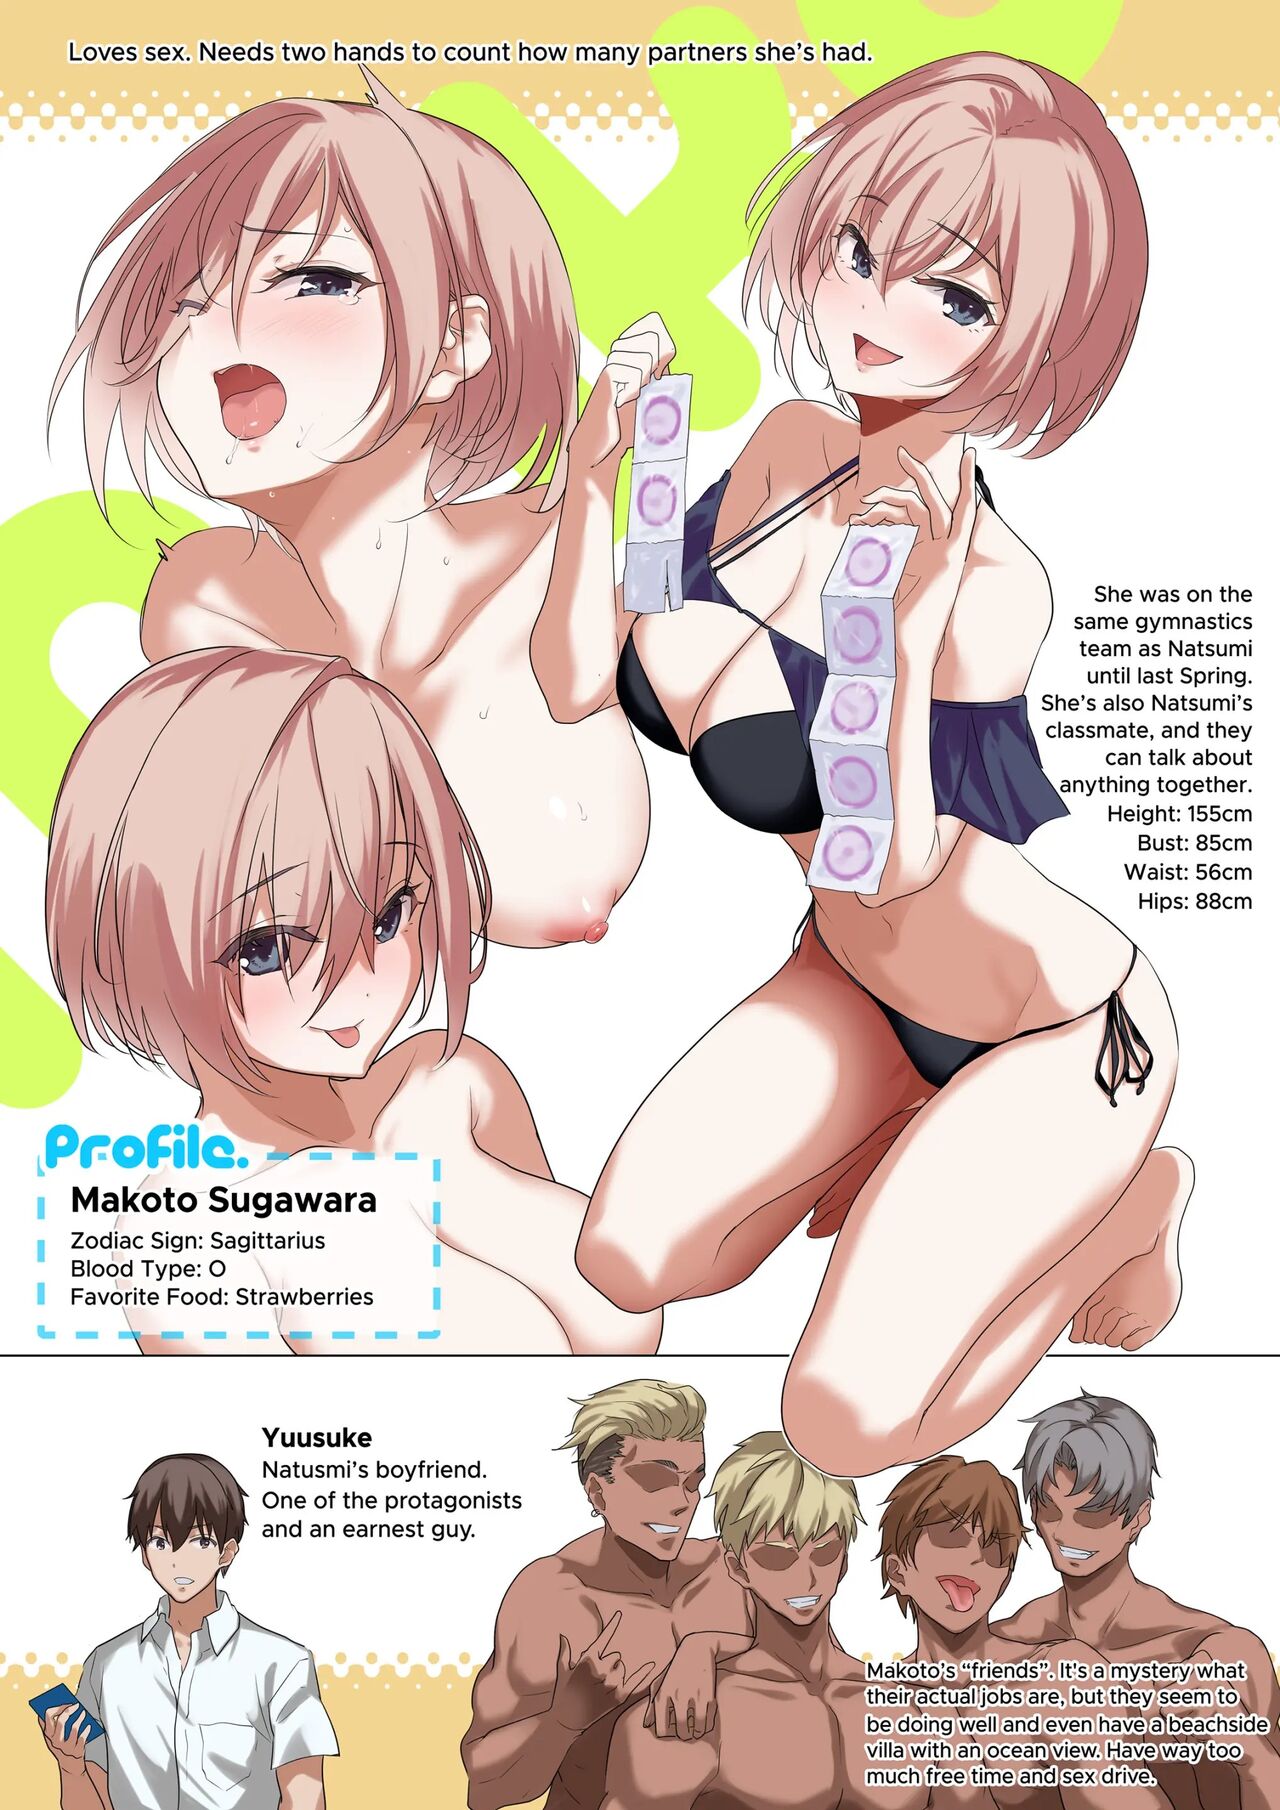 Loves sex. Needs two hands to count how many partners she's had.
She was on the
same gymnastics
team as Natsumi
until last Spring.
She's also Natsumi's
classmate, and they
can talk about
anything together.
Height: 155cm
Bust: 85cm
Waist: 56cm
Hips: 88cm
Profile.
Makoto Sugawara
Zodiac Sign: Sagittarius
Blood Type: O
Favorite Food: Strawberries
Yuusuke
Natusmi's boyfriend.
One of the protagonists
and an earnest guy.
Makoto's “friends”. It's a mystery what
their actual jobs are, but they seem to
be doing well and even have a beachside
villa with an ocean view. Have way too
much free time and sex drive.